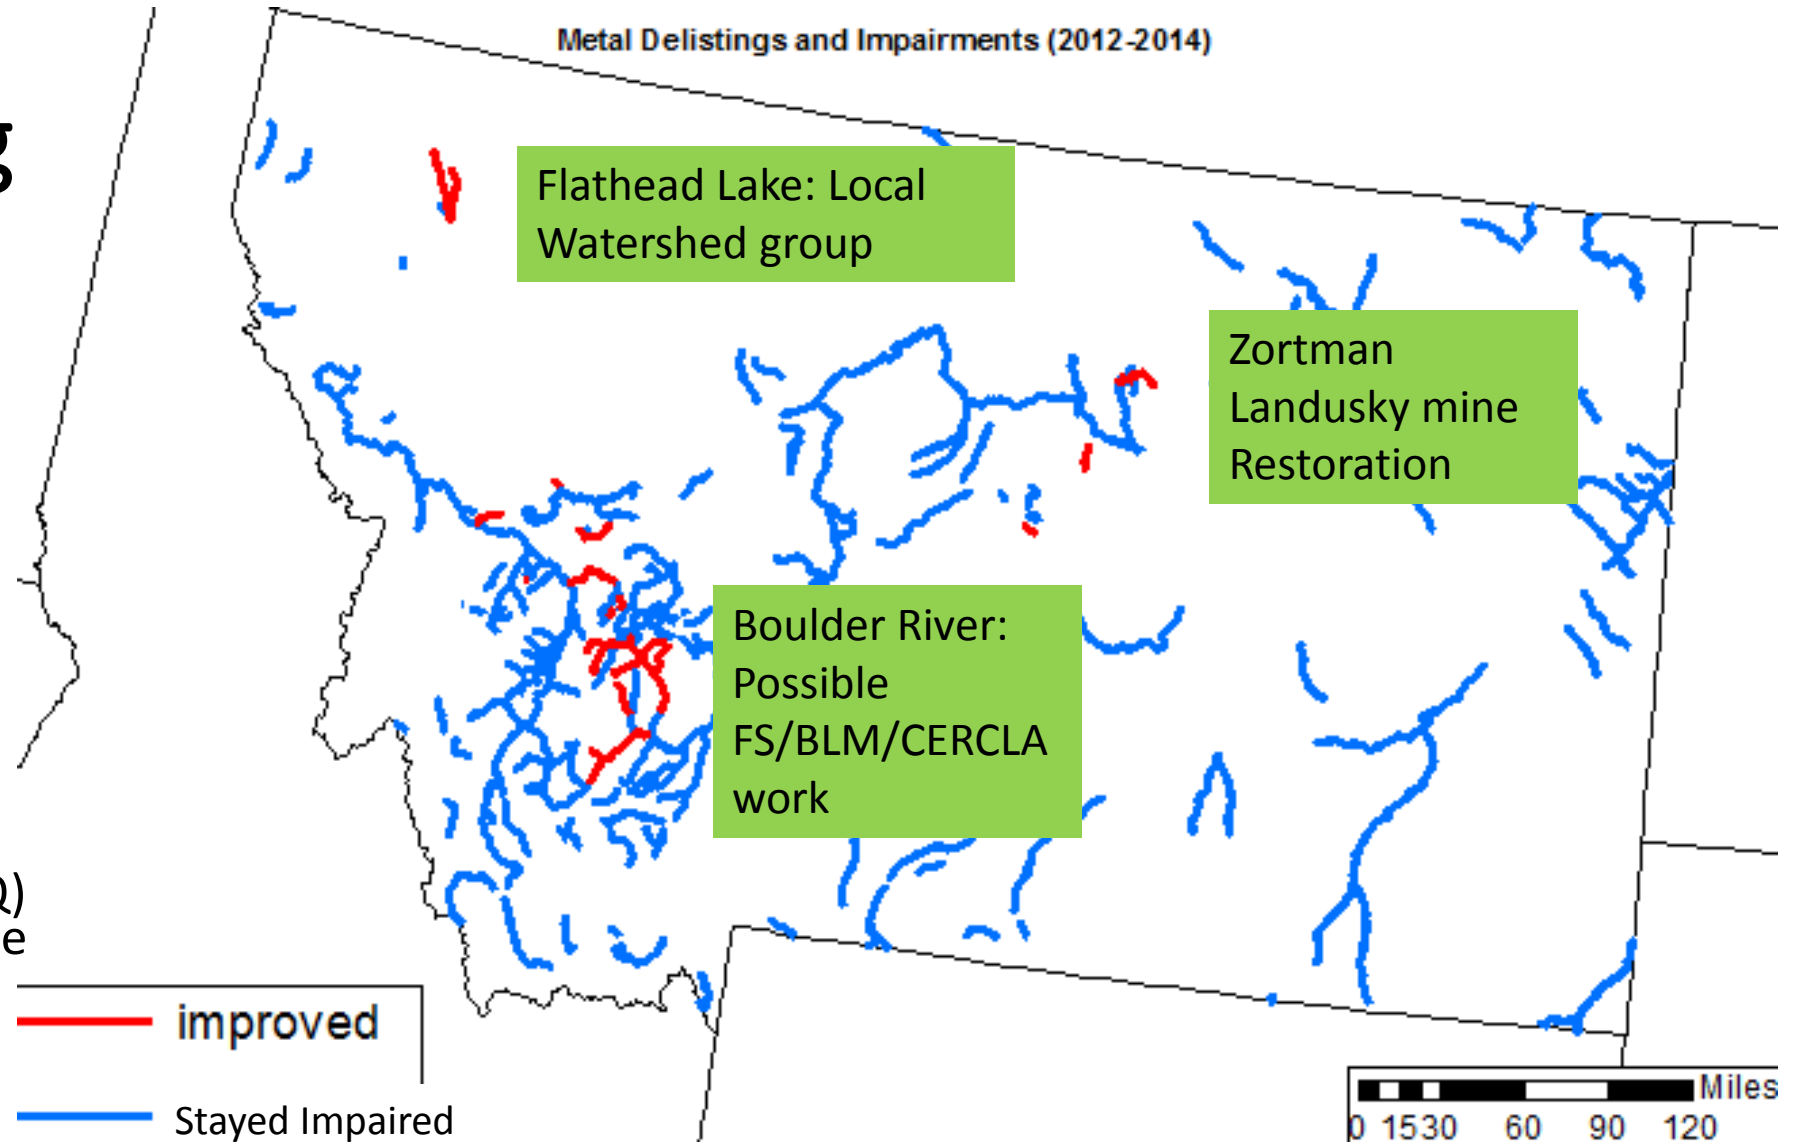 Metal Delistings and Impairments (2012-2014)
g
Flathead Lake: Local
Watershed group
Zortman
Landusky mine
Restoration
Boulder River:
Possible
FS/BLM/CERCLA
work
Q)
e
improved
Stayed Impaired
Miles
0 15 30 60 90 120